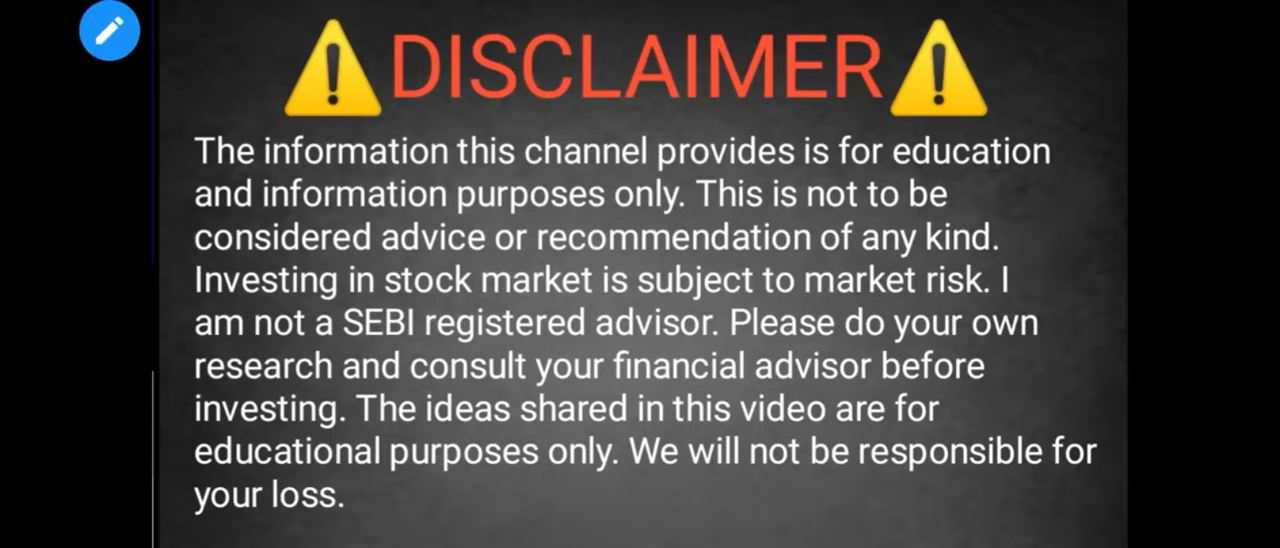 ⚠️DISCLAIMER⚠️
The information this channel provides is for education
and information purposes only. This is not to be
considered advice or recommendation of any kind.
Investing in stock market is subject to market risk. I
am not a SEBI registered advisor. Please do your own
research and consult your financial advisor before
investing. The ideas shared in this video are for
educational purposes only. We will not be responsible for
your loss.